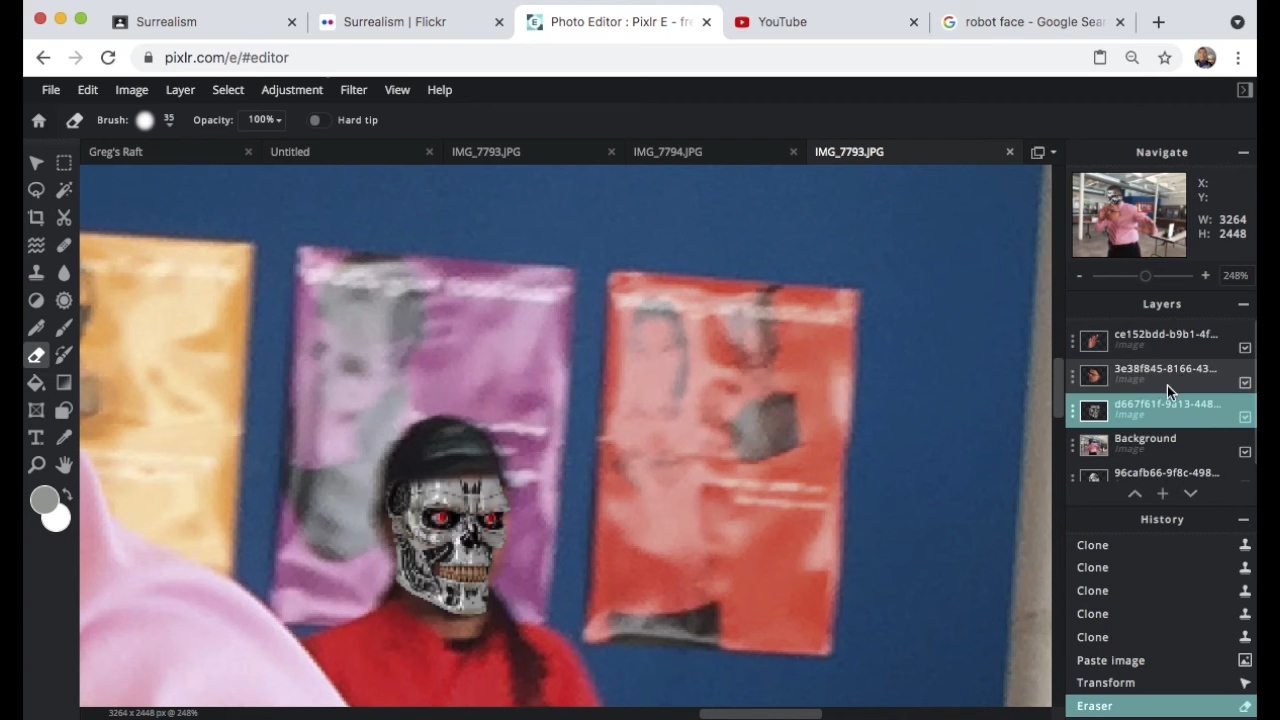 Surrealism
Surrealism | Flickr
Photo Editor : Pixlr E - fre
YouTube
robot face - Google Sear
pixlr.com/e/#editor
File Edit Image Layer Select Adjustment Filter View Help
Brush: 35 Opacity: 100% Hard tip
Greg's Raft Untitled IMG_7793.JPG IMG_7794.JPG IMG_7793.JPG
Navigate
X:
Y:
W: 3264
H: 2448
248%
Layers
ce152bdd-b9b1-4f...
Image
3e38f845-8166-43...
Image
d667f61f-9a13-448...
Image
Background
Image
96cafb66-9f8c-498...
History
Clone
Clone
Clone
Clone
Clone
Paste image
Transform
Eraser
3264 x 2448 px @ 248%